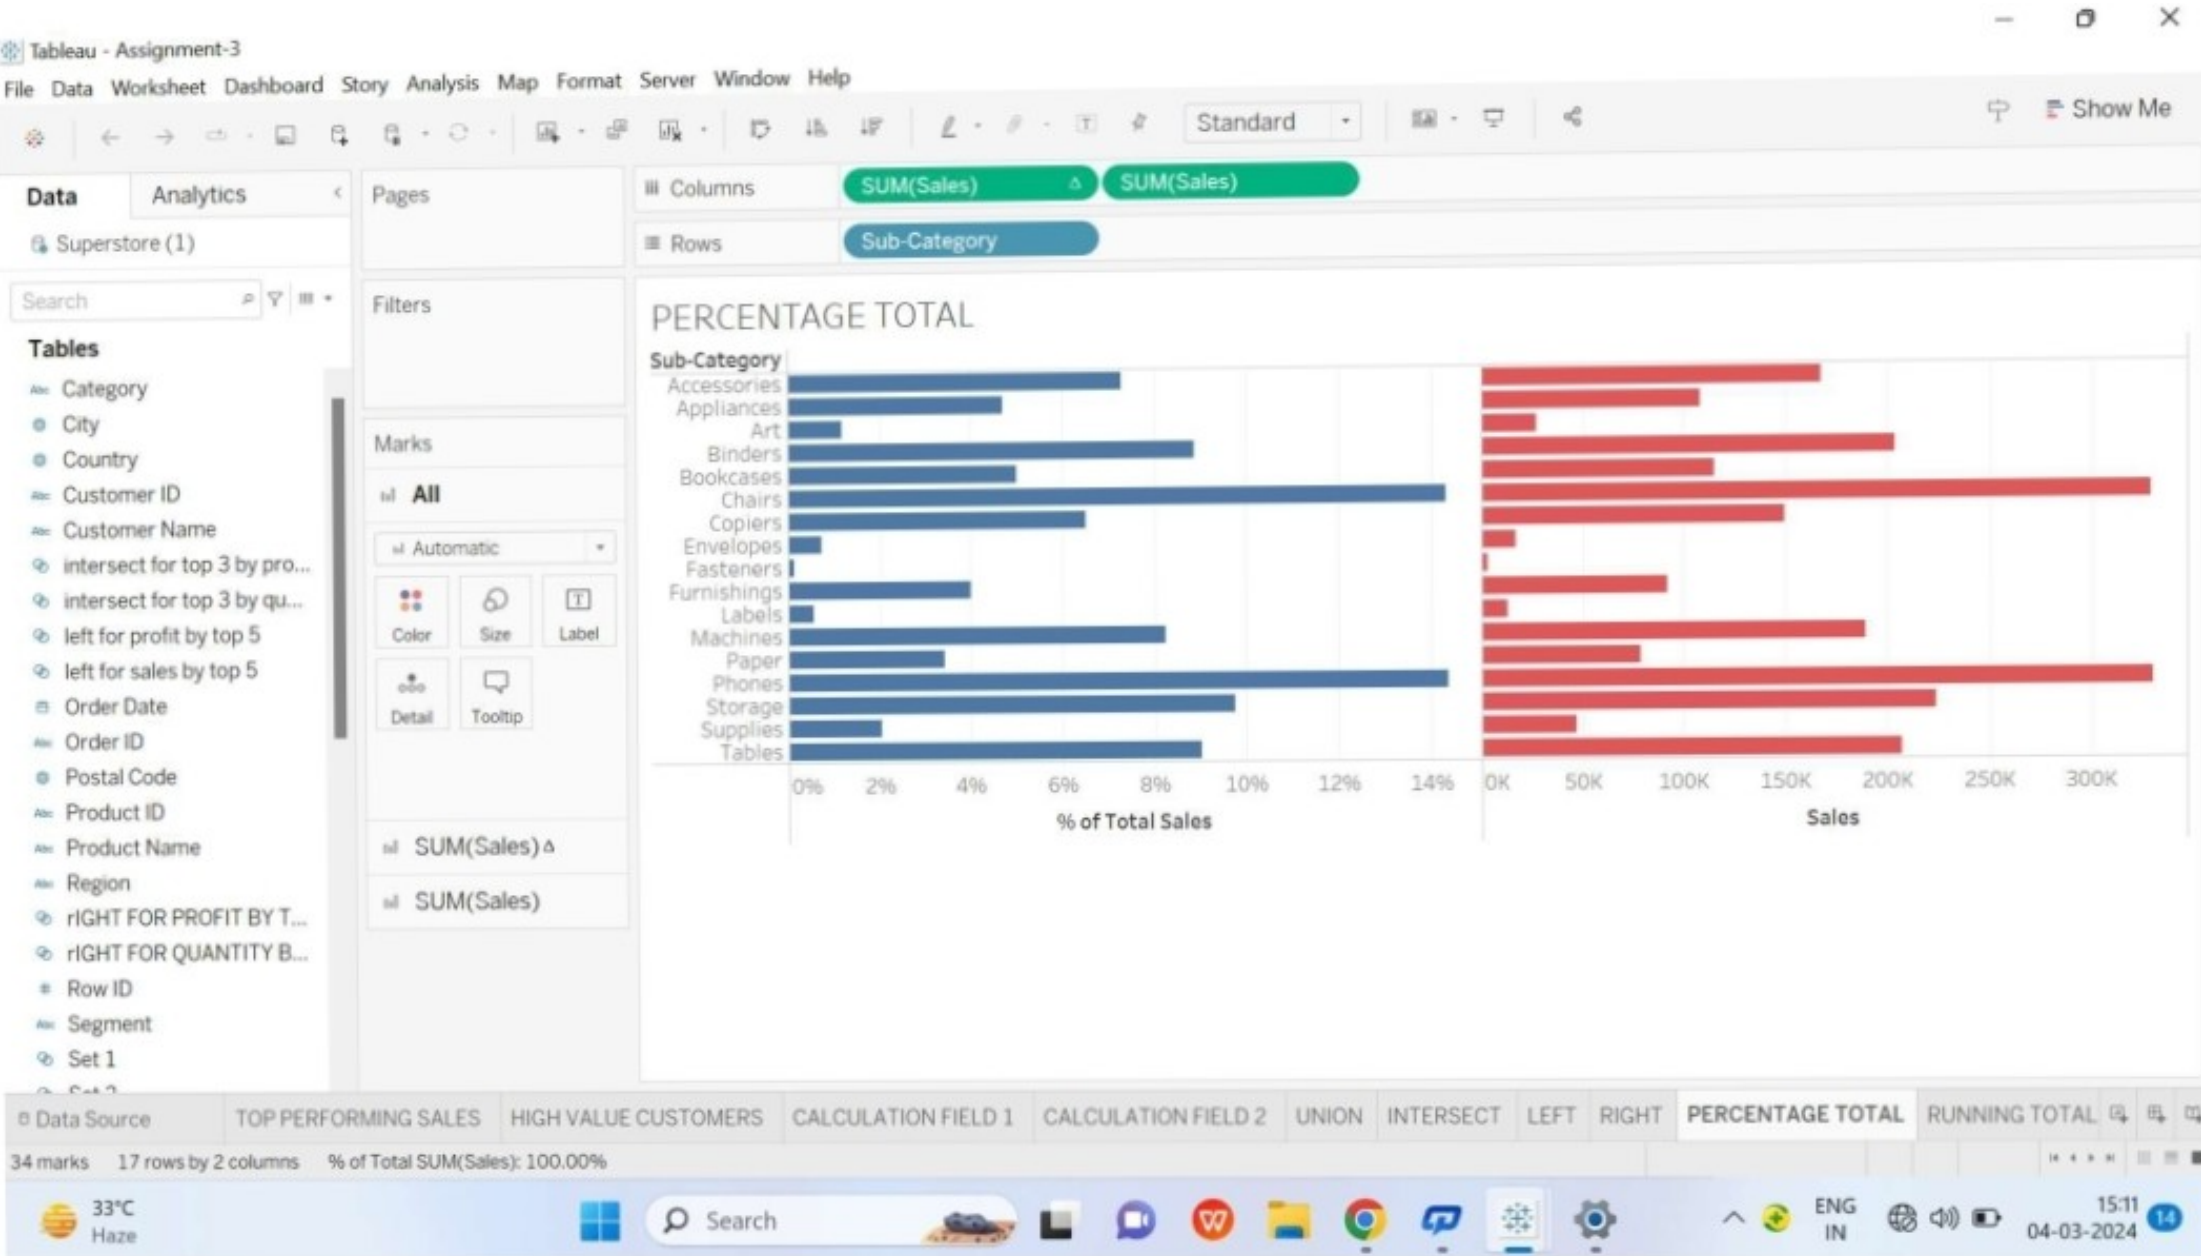 Tableau - Assignment-3
File Data Worksheet Dashboard Story Analysis Map Format Server Window Help
Standard
Show Me
Data Analytics
Superstore (1)
Search
Tables
Abc Category
City
Country
Abc Customer ID
Abc Customer Name
intersect for top 3 by pro...
intersect for top 3 by qu...
left for profit by top 5
left for sales by top 5
Order Date
Abc Order ID
Postal Code
Abc Product ID
Abc Product Name
Abc Region
rIGHT FOR PROFIT BY T...
rIGHT FOR QUANTITY B...
# Row ID
Abc Segment
Set 1
Pages
Filters
Marks
All
Automatic
Color Size Label
Detail Tooltip
SUM(Sales) Δ
SUM(Sales)
Columns SUM(Sales) Δ SUM(Sales)
Rows Sub-Category
PERCENTAGE TOTAL
Sub-Category
Accessories
Appliances
Art
Binders
Bookcases
Chairs
Copiers
Envelopes
Fasteners
Furnishings
Labels
Machines
Paper
Phones
Storage
Supplies
Tables
0% 2% 4% 6% 8% 10% 12% 14% 0K 50K 100K 150K 200K 250K 300K
% of Total Sales Sales
Data Source TOP PERFORMING SALES HIGH VALUE CUSTOMERS CALCULATION FIELD 1 CALCULATION FIELD 2 UNION INTERSECT LEFT RIGHT PERCENTAGE TOTAL RUNNING TOTAL
34 marks 17 rows by 2 columns % of Total SUM(Sales): 100.00%
33°C
Haze
Search
ENG
IN
15:11
04-03-2024
14